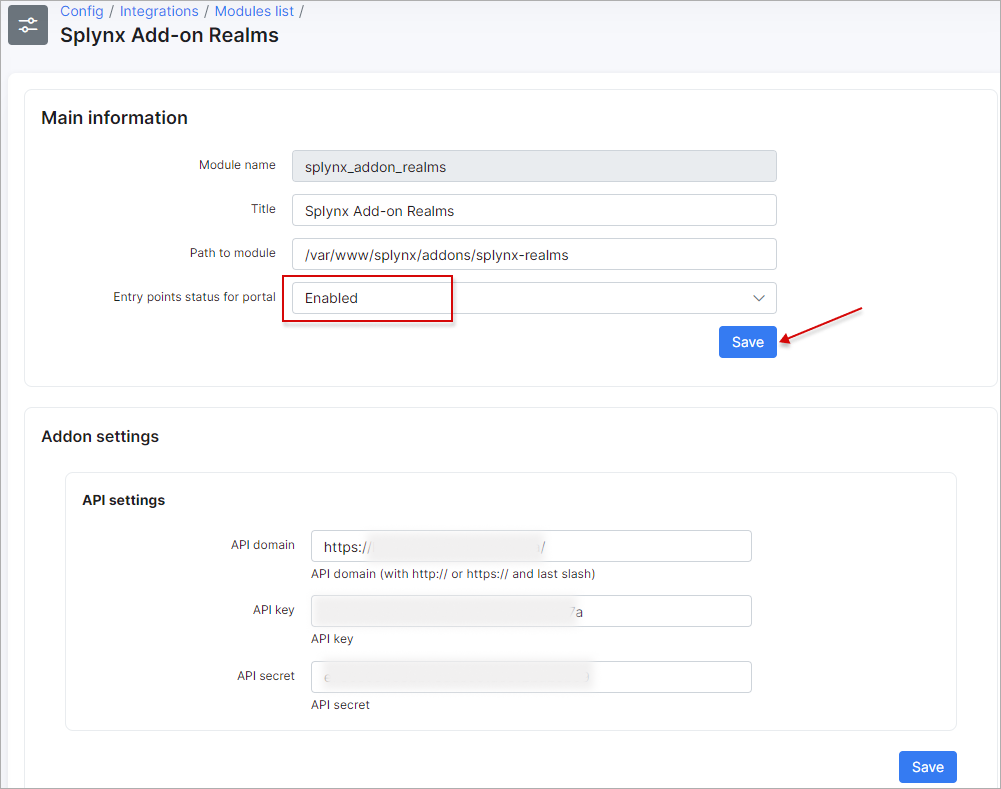 Config / Integrations / Modules list /
Splynx Add-on Realms
Main information
Module name splynx_addon_realms
Title Splynx Add-on Realms
Path to module /var/www/splynx/addons/splynx-realms
Entry points status for portal Enabled
Save
Addon settings
API settings
API domain https:// /
API domain (with http:// or https:// and last slash)
API key a
API key
API secret
API secret
Save